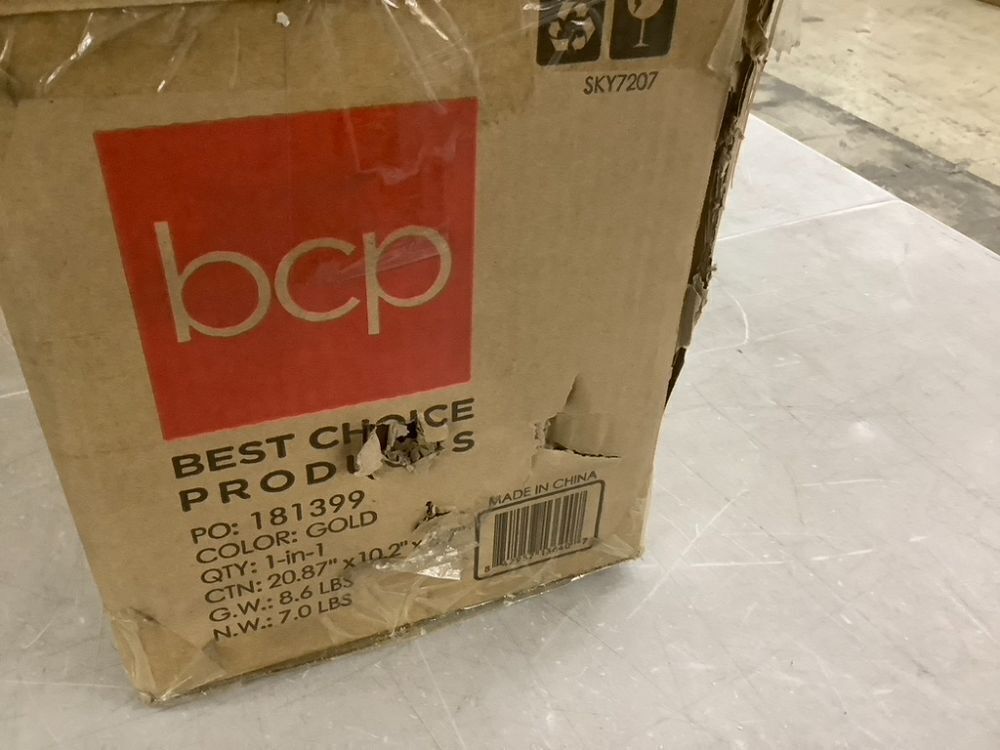 SKY7207
bcp
BEST CHOICE
PRODUCTS
PO: 181399
COLOR: GOLD
QTY: 1-in-1
CTN: 20.87" x 10.2" x
G.W.: 8.6 LBS
N.W.: 7.0 LBS
MADE IN CHINA